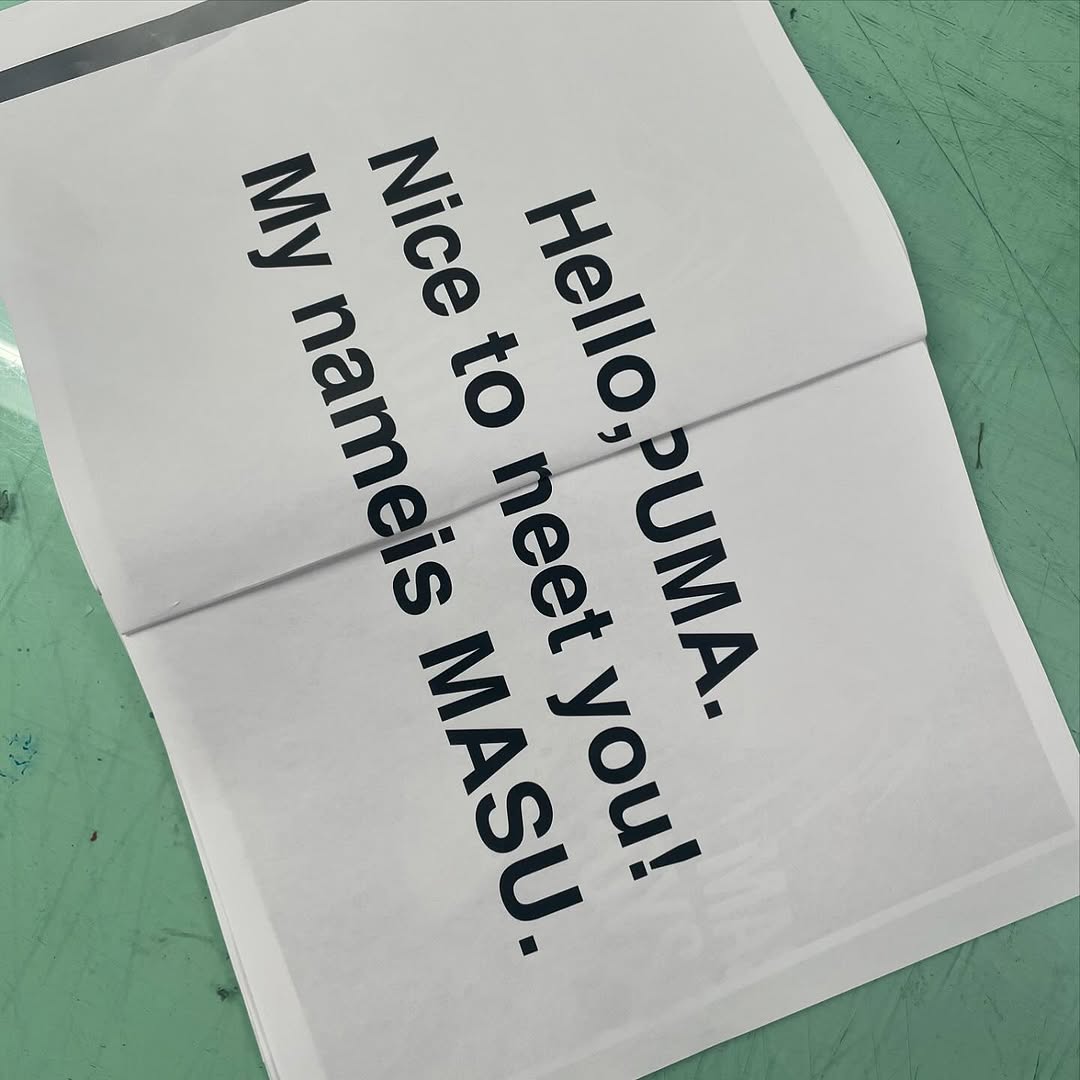 Hello, PUMA.
Nice to meet you!
My nameis MASU.